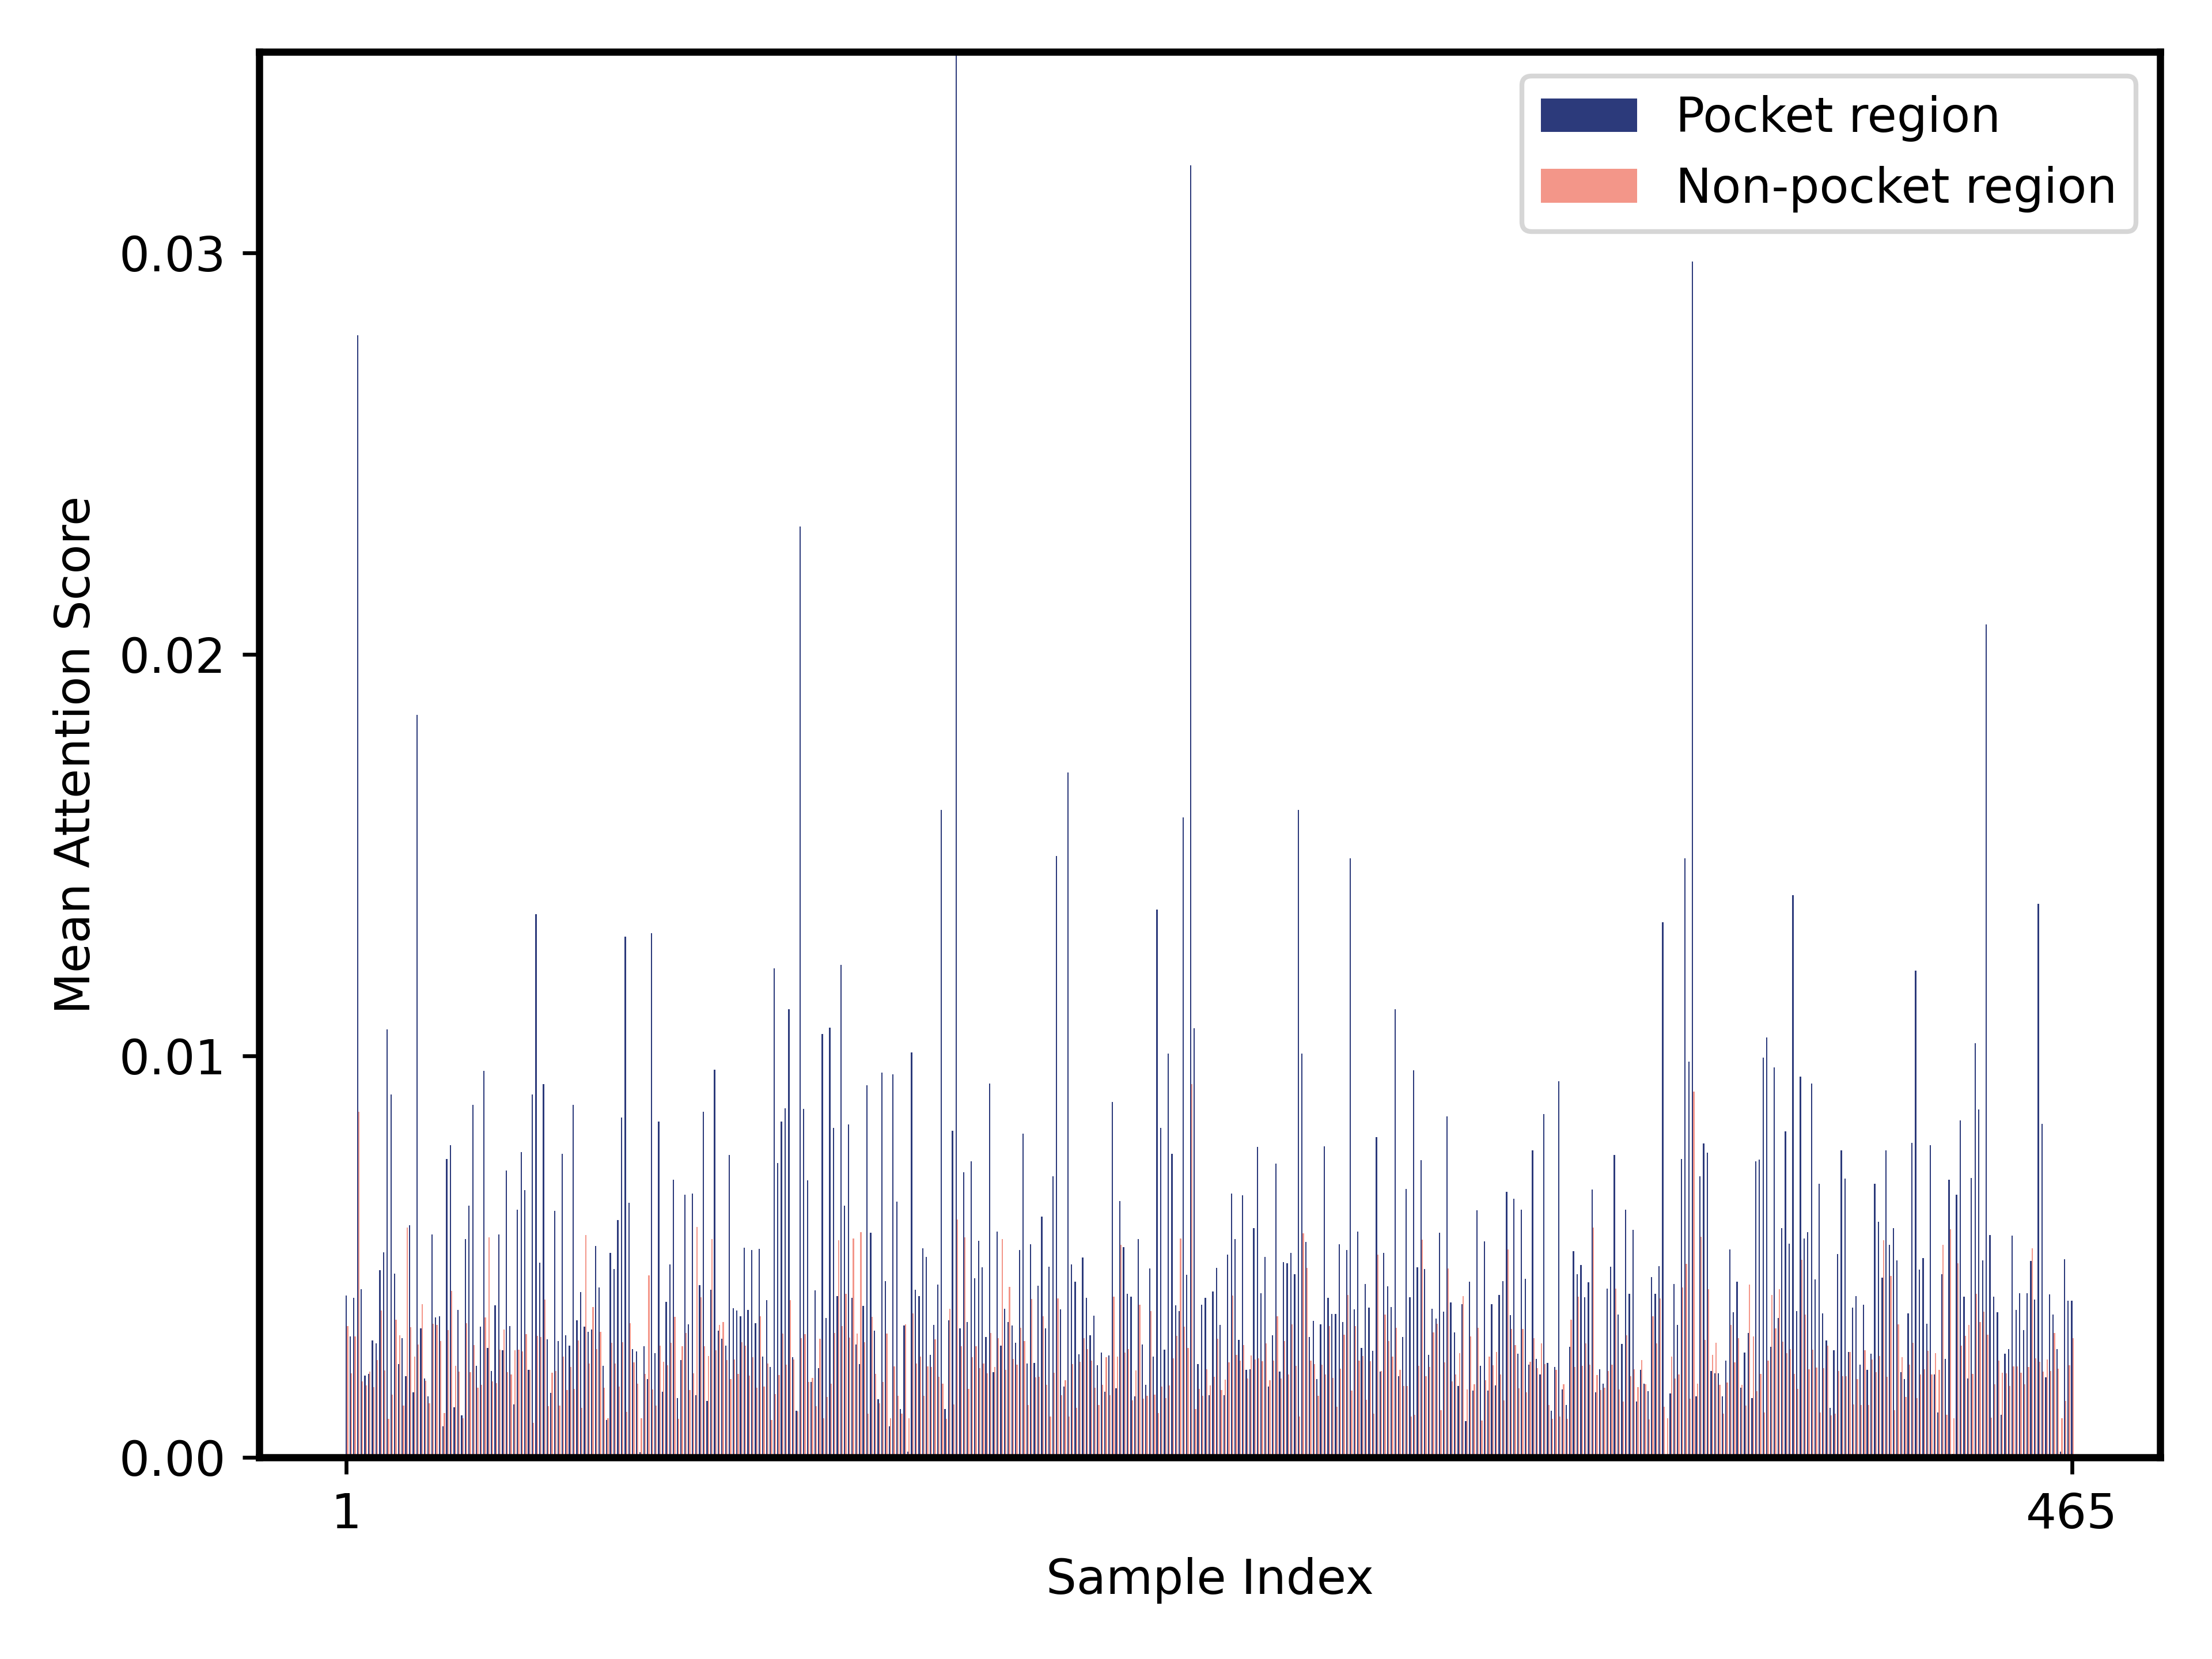 Pocket region
Non-pocket region
Mean Attention Score
0.03
0.02
0.01
0.00
1
465
Sample Index